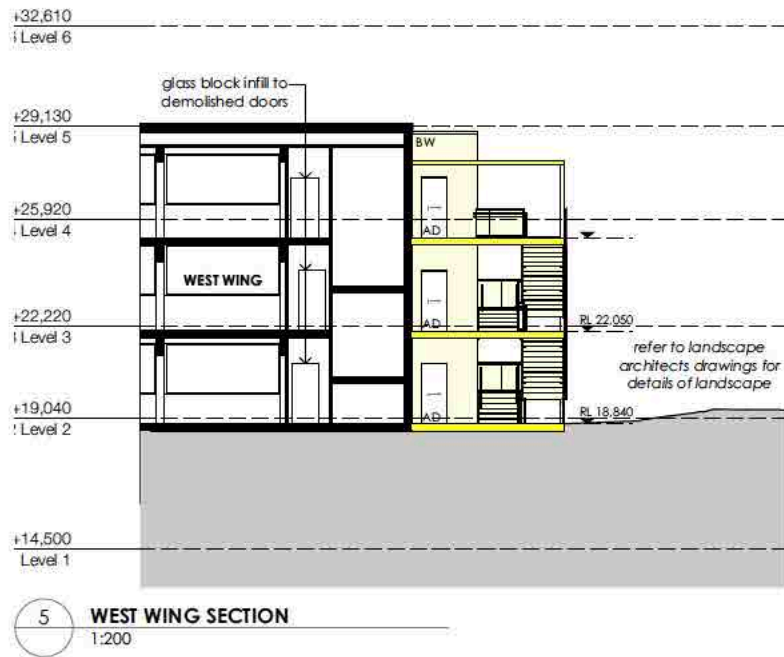 +32,610
Level 6
glass block infill to
demolished doors
+29,130
Level 5
BW
+25,920
Level 4
AD
WEST WING
AD
+22,220
Level 3
RL 22.050
refer to landscape
architects drawings for
details of landscape
+19,040
2 Level 2
AD
RL 18.840
+14,500
Level 1
5 WEST WING SECTION
1:200